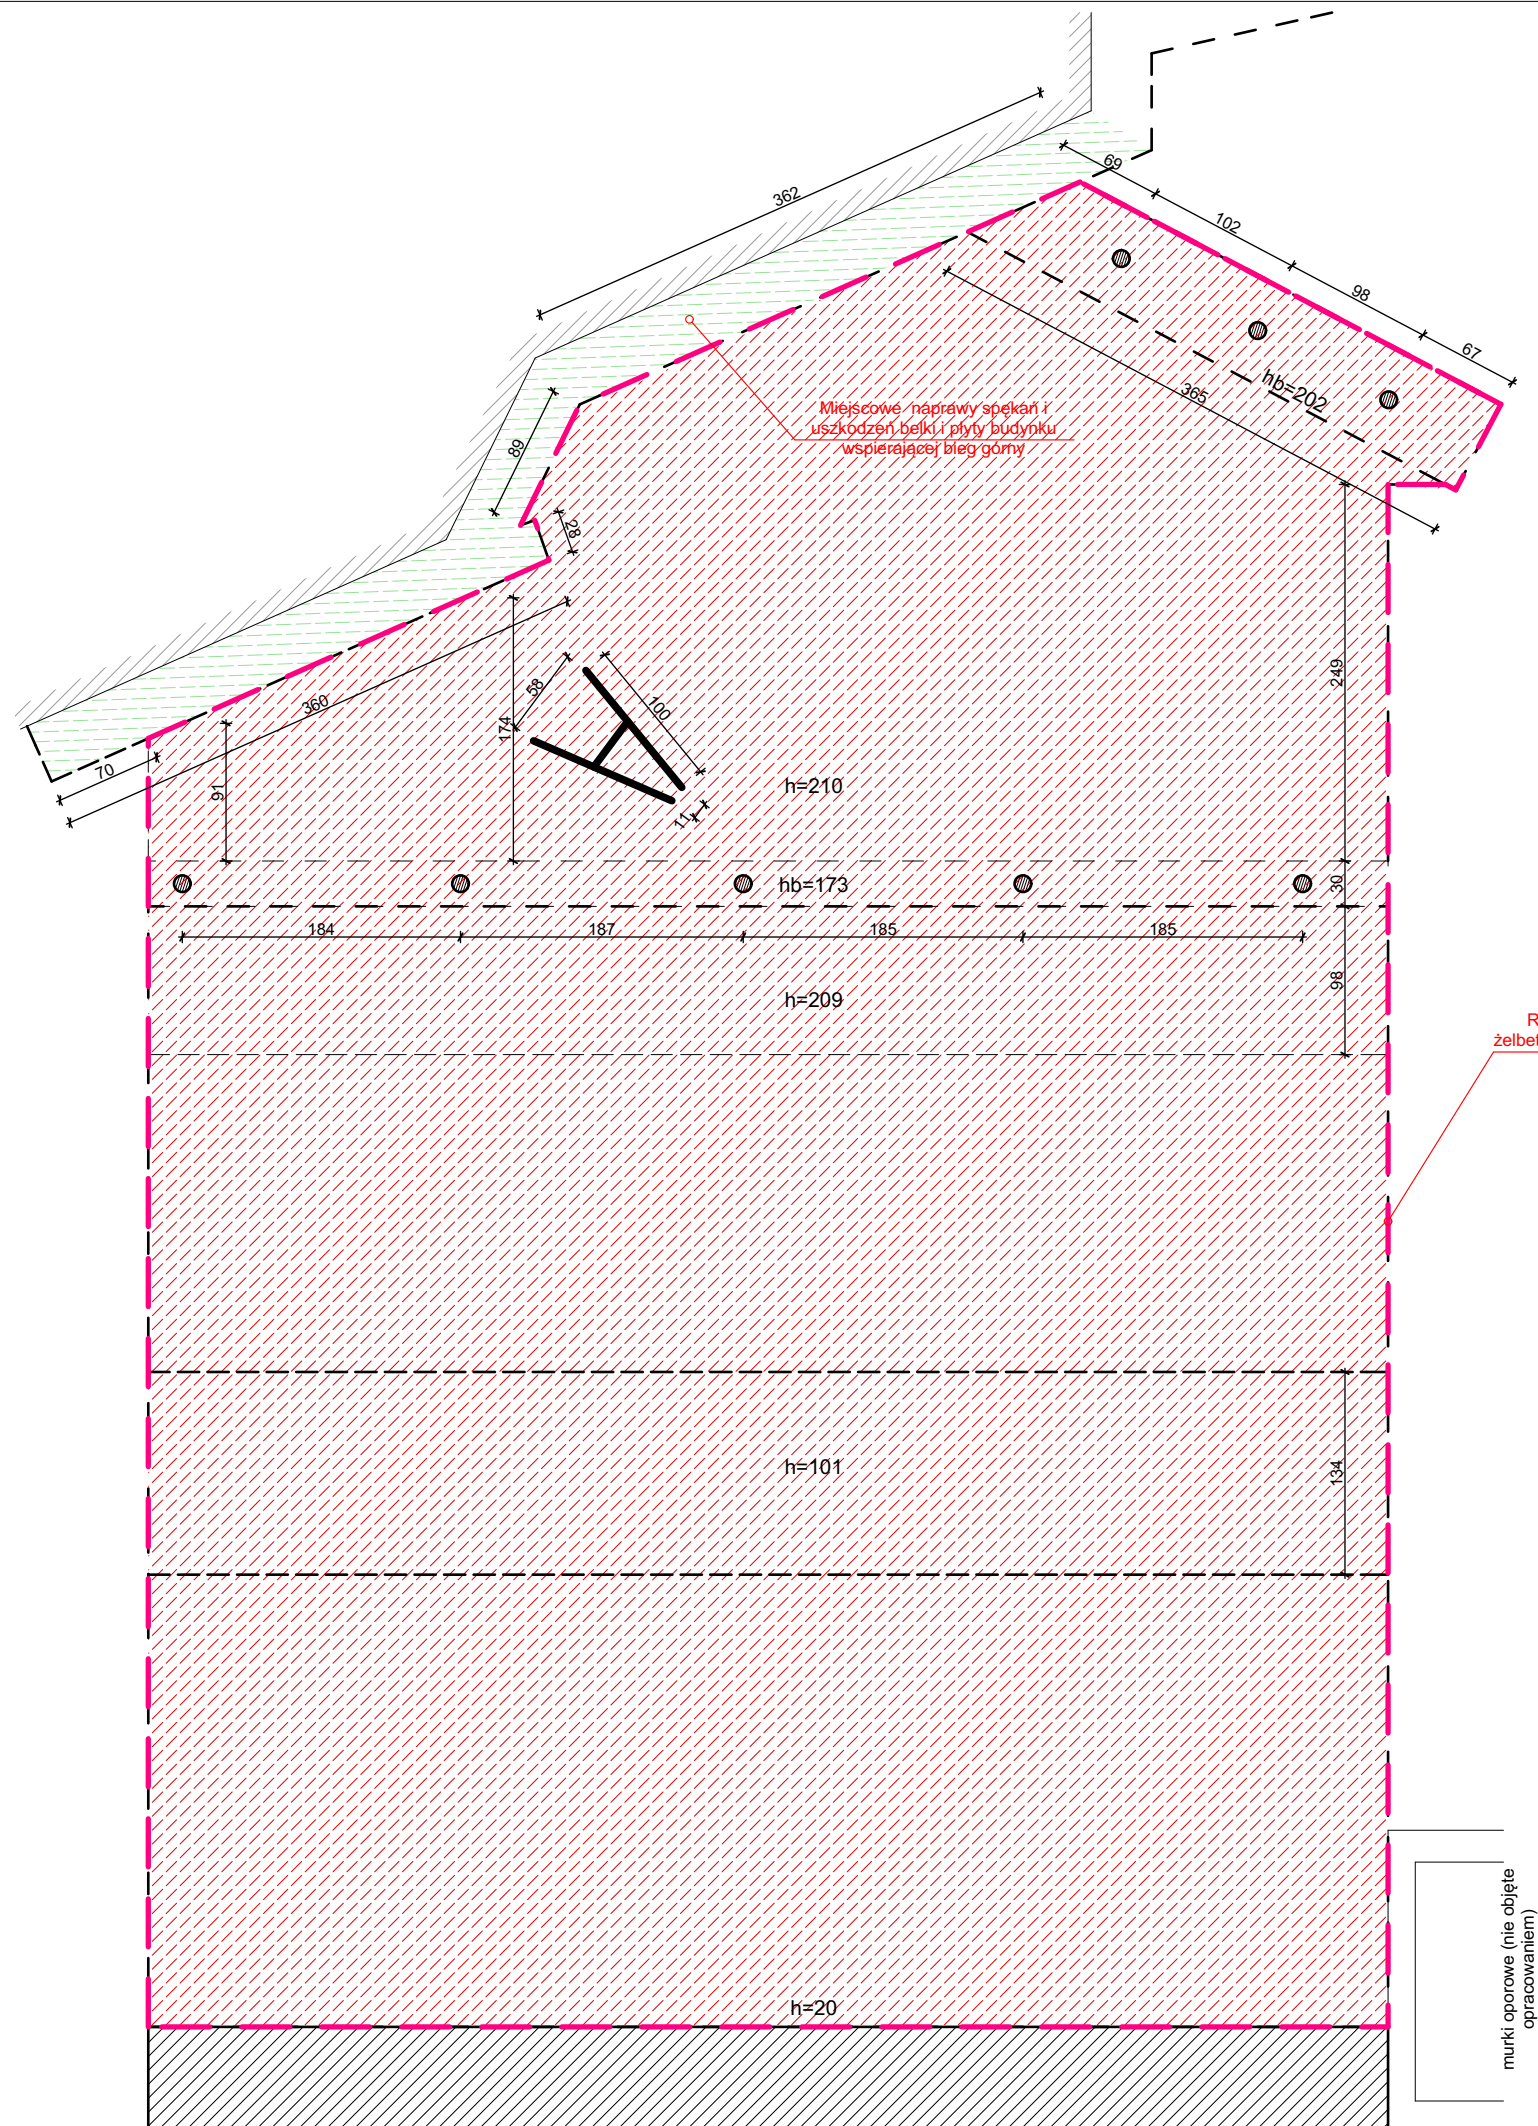 362
69
102
98
67
365
hb=202
Miejscowe naprawy spękań i
uszkodzeń belki i płyty budynku
wspierającej bieg górny
89
28
360
70
91
174
58
100
11
249
h=210
hb=173
30
184
187
185
185
98
h=209
R
żelbet
h=101
134
h=20
murki oporowe (nie objęte
opracowaniem)